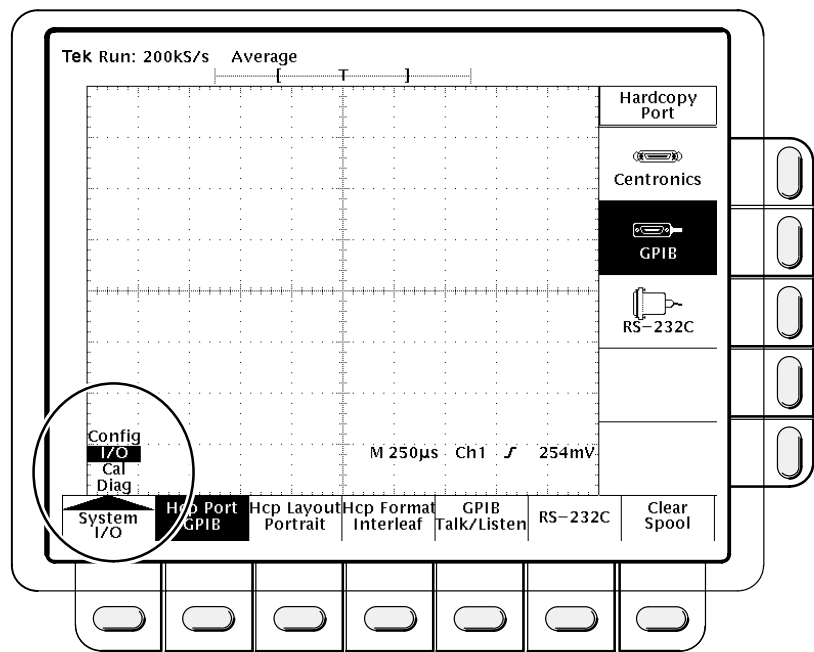 Tek Run: 200kS/s Average
[ T ]
Hardcopy
Port
Centronics
GPIB
RS-232C
Config
I/O
Cal
Diag
M 250µs Ch1 254mV
System
I/O
Hcp Port
GPIB
Hcp Layout
Portrait
Hcp Format
Interleaf
GPIB
Talk/Listen
RS-232C
Clear
Spool